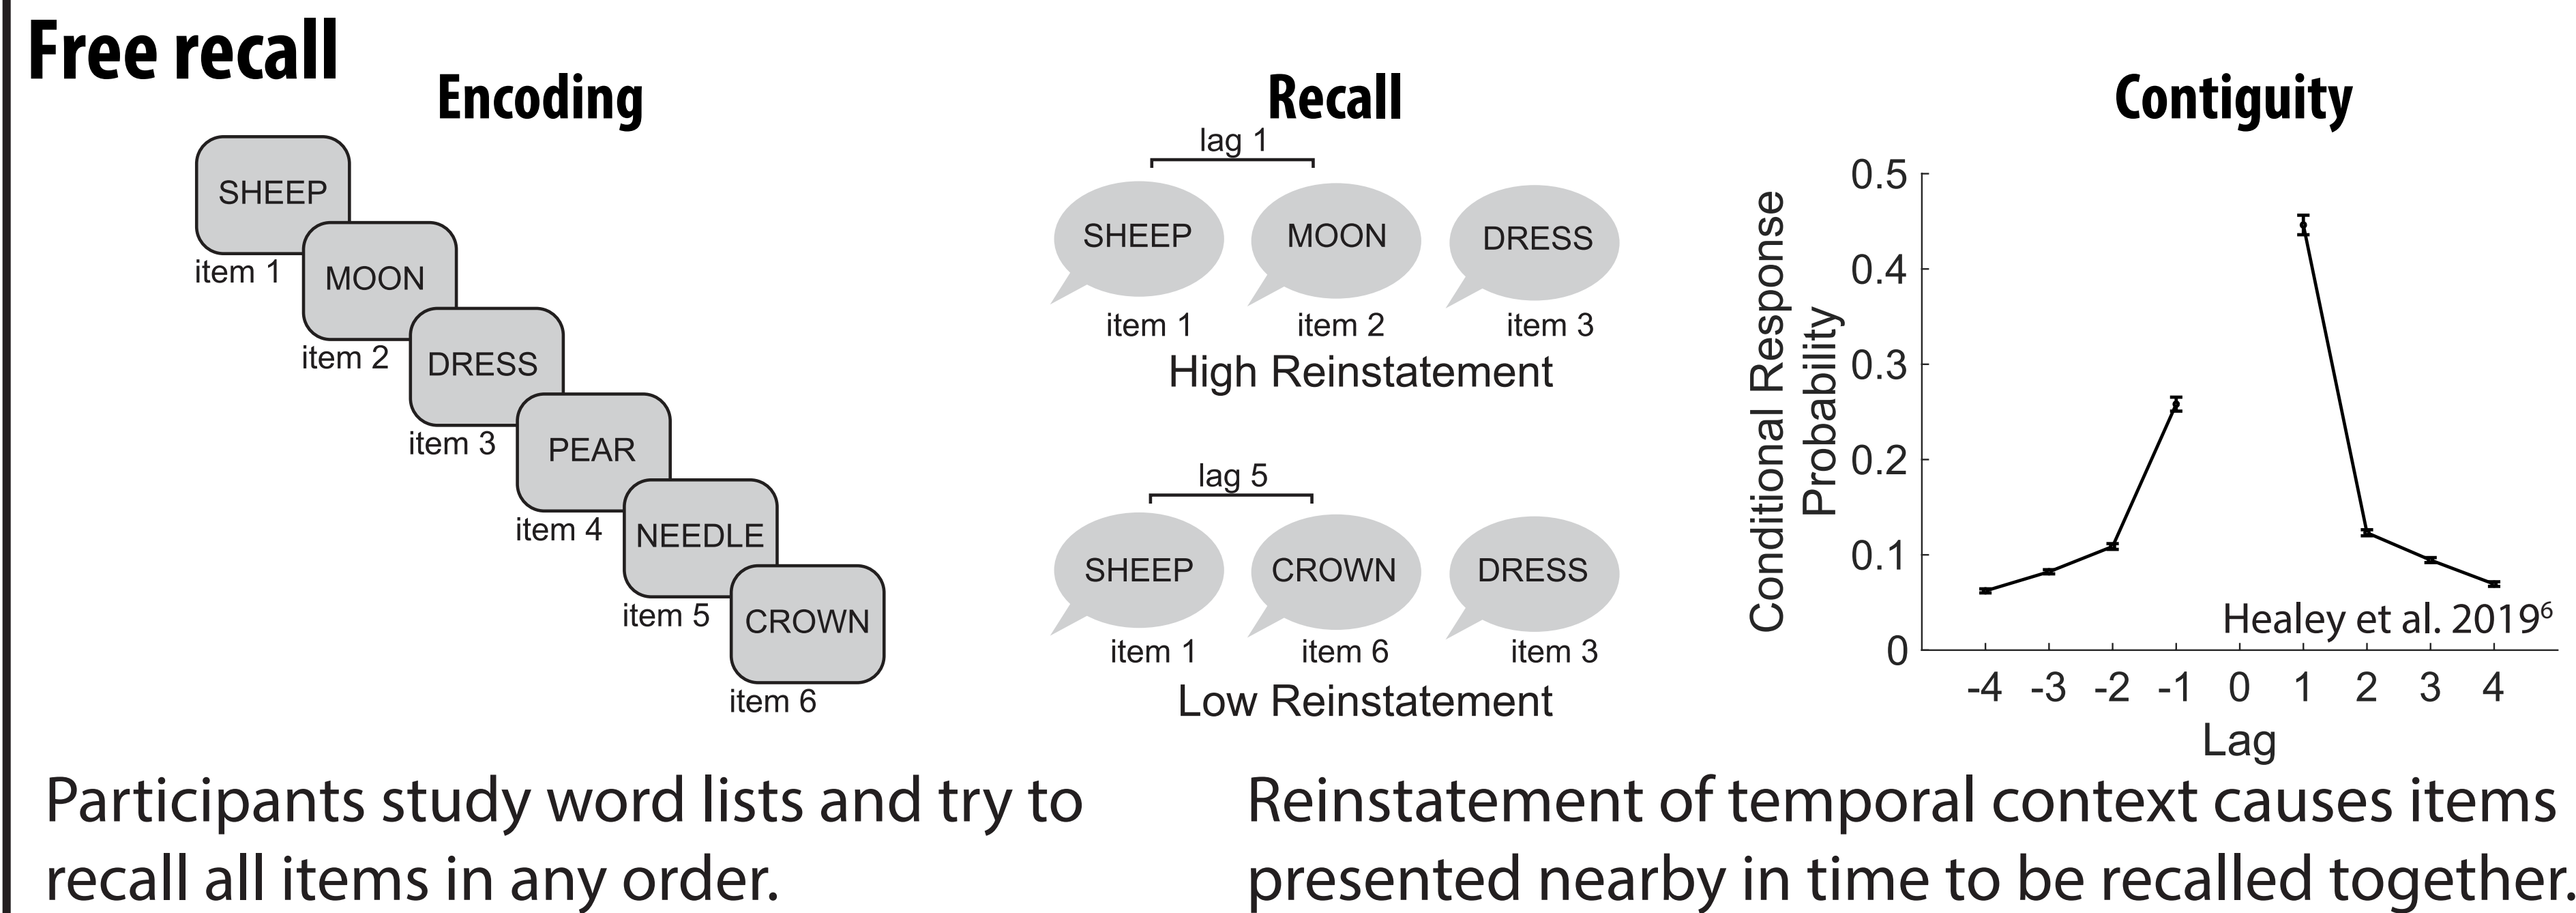 Free recall
Encoding
SHEEP
item 1
MOON
item 2
DRESS
item 3
PEAR
item 4
NEEDLE
item 5
CROWN
item 6
Recall
lag 1
SHEEP
MOON
DRESS
item 1
item 2
item 3
High Reinstatement
lag 5
SHEEP
CROWN
DRESS
item 1
item 6
item 3
Low Reinstatement
Contiguity
Conditional Response
Probability
0.5
0.4
0.3
0.2
0.1
0
Healey et al. 2019⁶
-4 -3 -2 -1 0 1 2 3 4
Lag
Participants study word lists and try to
recall all items in any order.
Reinstatement of temporal context causes items
presented nearby in time to be recalled together.